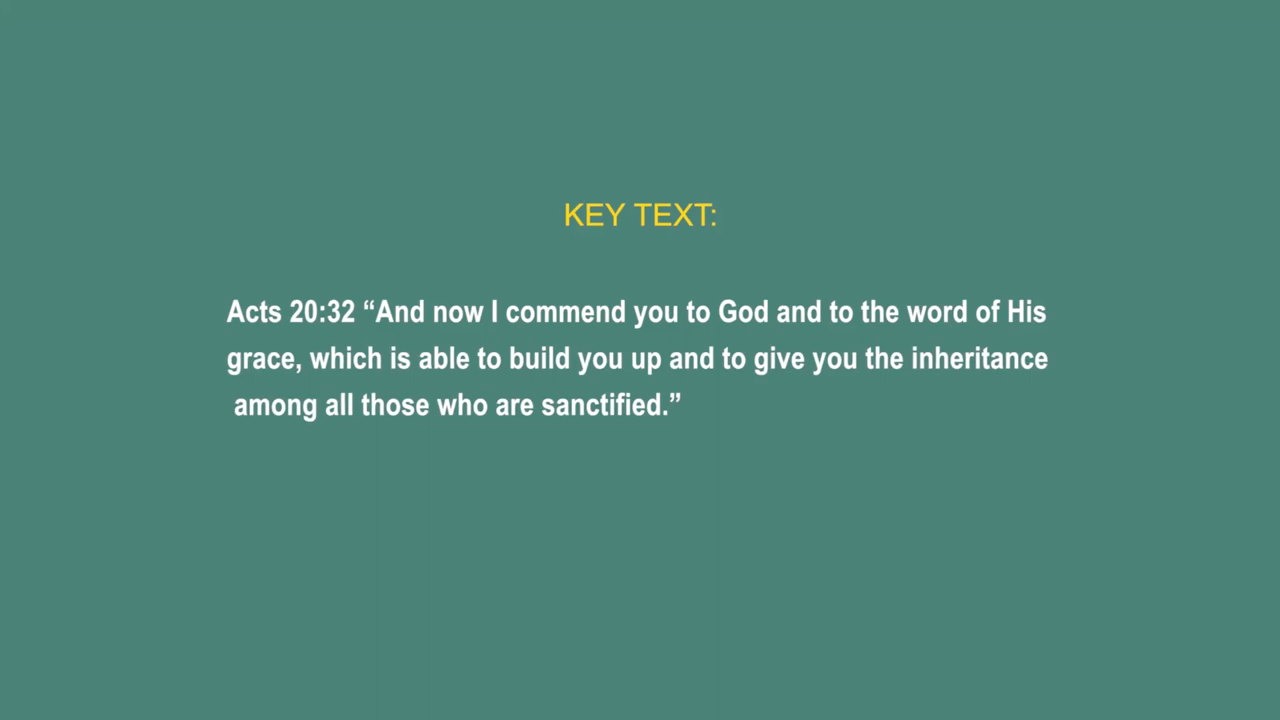 KEY TEXT:
Acts 20:32 “And now I commend you to God and to the word of His
grace, which is able to build you up and to give you the inheritance
among all those who are sanctified.”